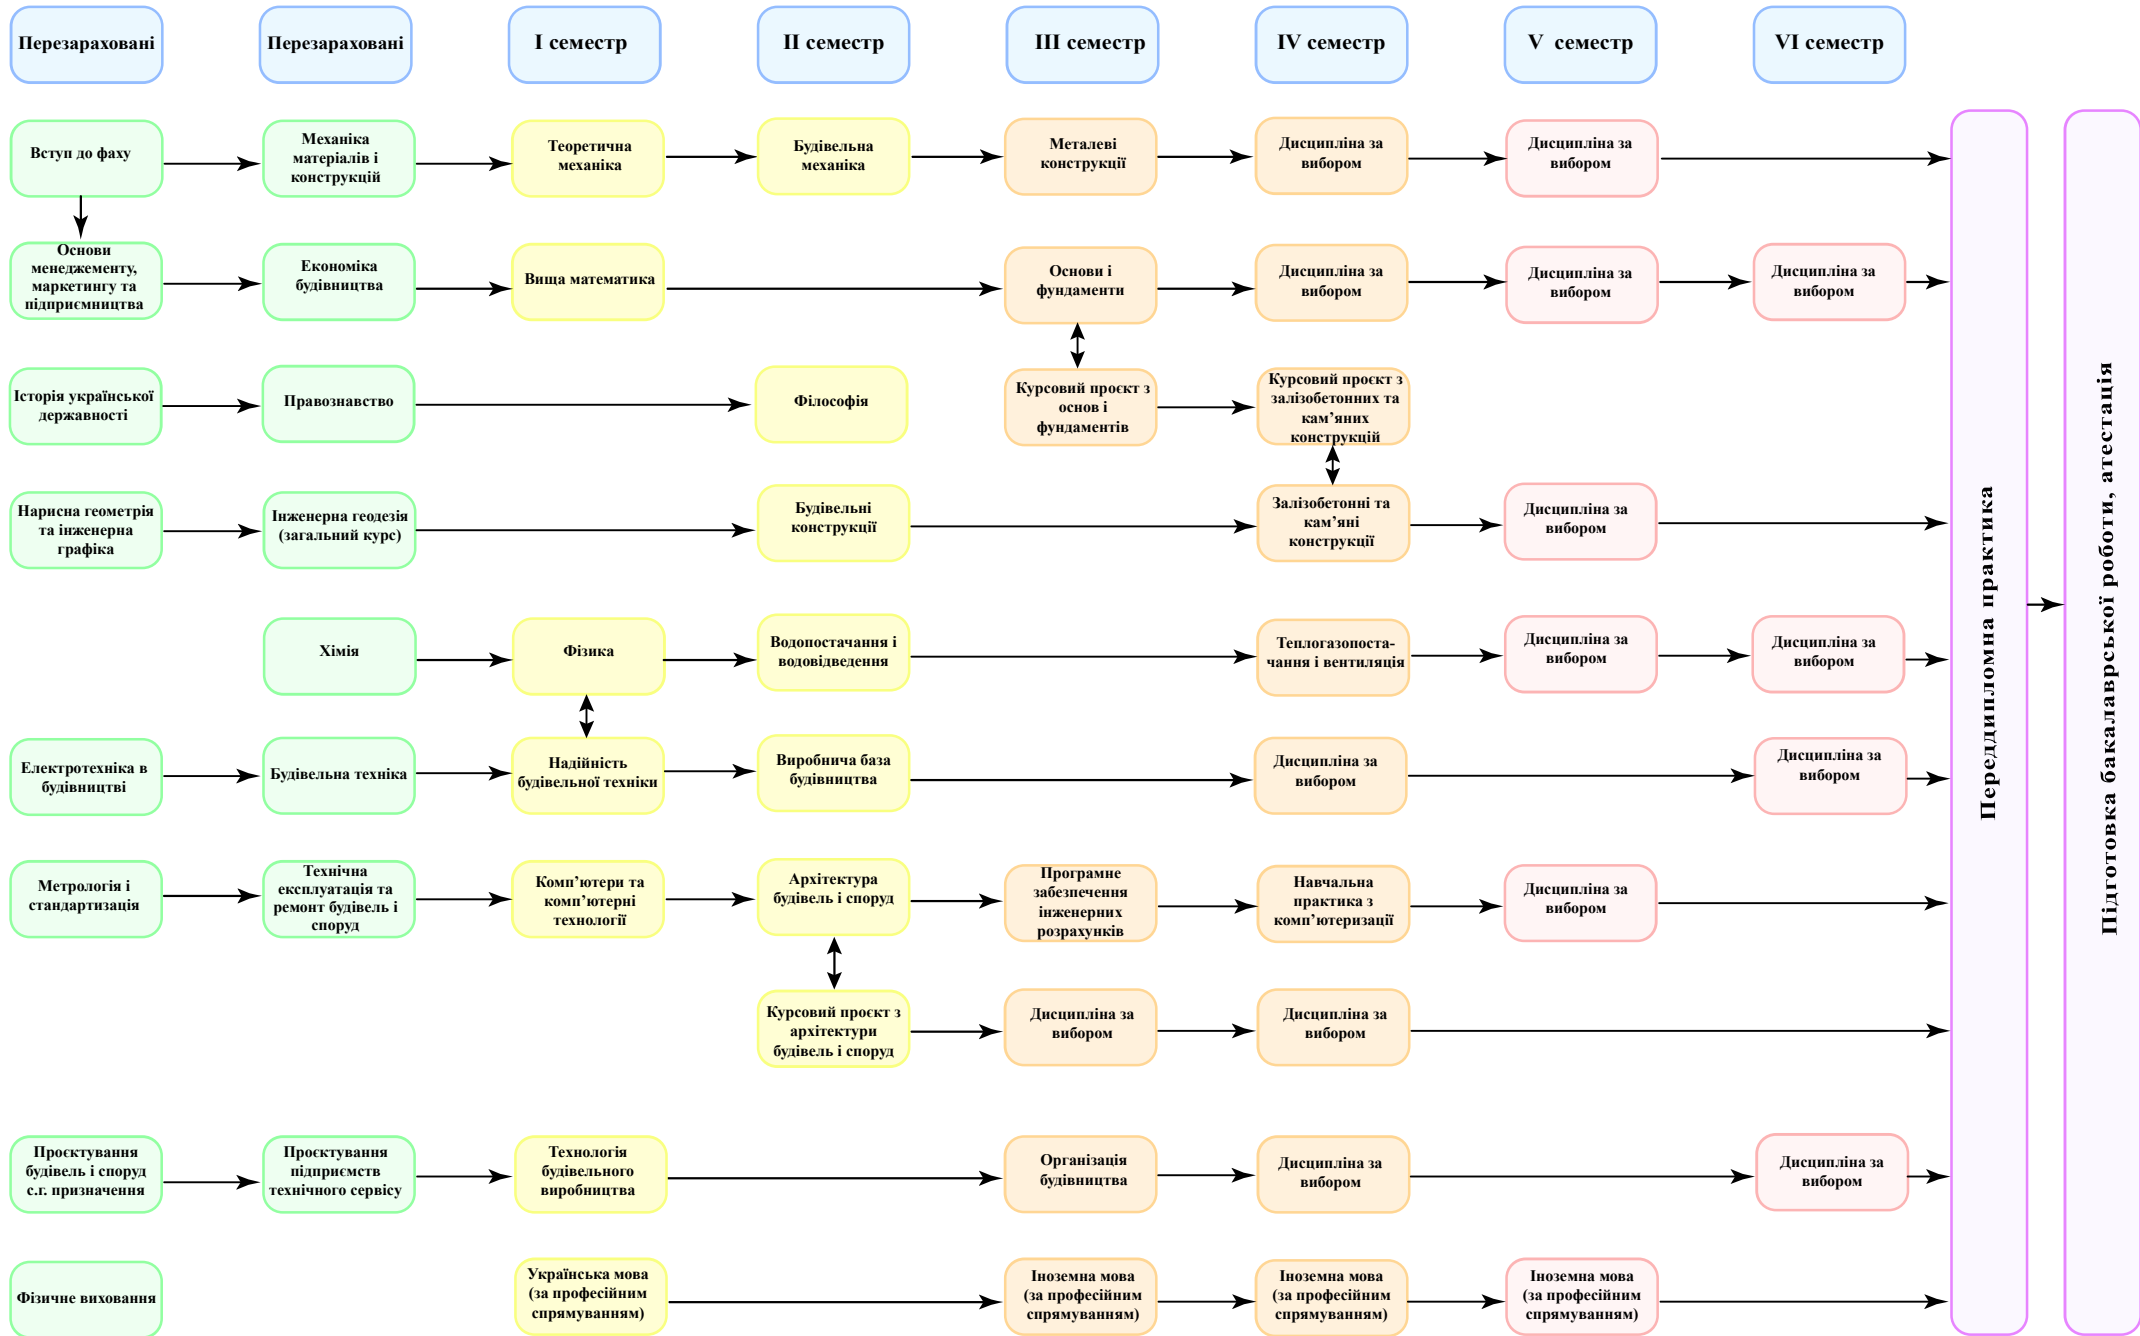 Перезараховані
Перезараховані
I семестр
II семестр
III семестр
IV семестр
V семестр
VI семестр
Вступ до фаху
Механіка
матеріалів і
конструкцій
Теоретична
механіка
Будівельна
механіка
Металеві
конструкції
Дисципліна за
вибором
Дисципліна за
вибором
Основи
менеджементу,
маркетингу та
підприємництва
Економіка
будівництва
Вища математика
Основи і
фундаменти
Дисципліна за
вибором
Дисципліна за
вибором
Дисципліна за
вибором
Історія української
державності
Правознавство
Філософія
Курсовий проєкт з
основ і
фундаментів
Курсовий проєкт з
залізобетонних та
кам’яних
конструкцій
Нарисна геометрія
та інженерна
графіка
Інженерна геодезія
(загальний курс)
Будівельні
конструкції
Залізобетонні та
кам’яні
конструкції
Дисципліна за
вибором
Хімія
Фізика
Водопостачання і
водовідведення
Теплогазопоста-
чання і вентиляція
Дисципліна за
вибором
Дисципліна за
вибором
Електротехніка в
будівництві
Будівельна техніка
Надійність
будівельної техніки
Виробнича база
будівництва
Дисципліна за
вибором
Дисципліна за
вибором
Метрологія і
стандартизація
Технічна
експлуатація та
ремонт будівель і
споруд
Комп’ютери та
комп’ютерні
технології
Архітектура
будівель і споруд
Програмне
забезпечення
інженерних
розрахунків
Навчальна
практика з
комп’ютеризації
Дисципліна за
вибором
Курсовий проєкт з
архітектури
будівель і споруд
Дисципліна за
вибором
Дисципліна за
вибором
Проєктування
будівель і споруд
с.г. призначення
Проєктування
підприємств
технічного сервісу
Технологія
будівельного
виробництва
Організація
будівництва
Дисципліна за
вибором
Дисципліна за
вибором
Фізичне виховання
Українська мова
(за професійним
спрямуванням)
Іноземна мова
(за професійним
спрямуванням)
Іноземна мова
(за професійним
спрямуванням)
Іноземна мова
(за професійним
спрямуванням)
Переддипломна практика
Підготовка бакалаврської роботи, атестація